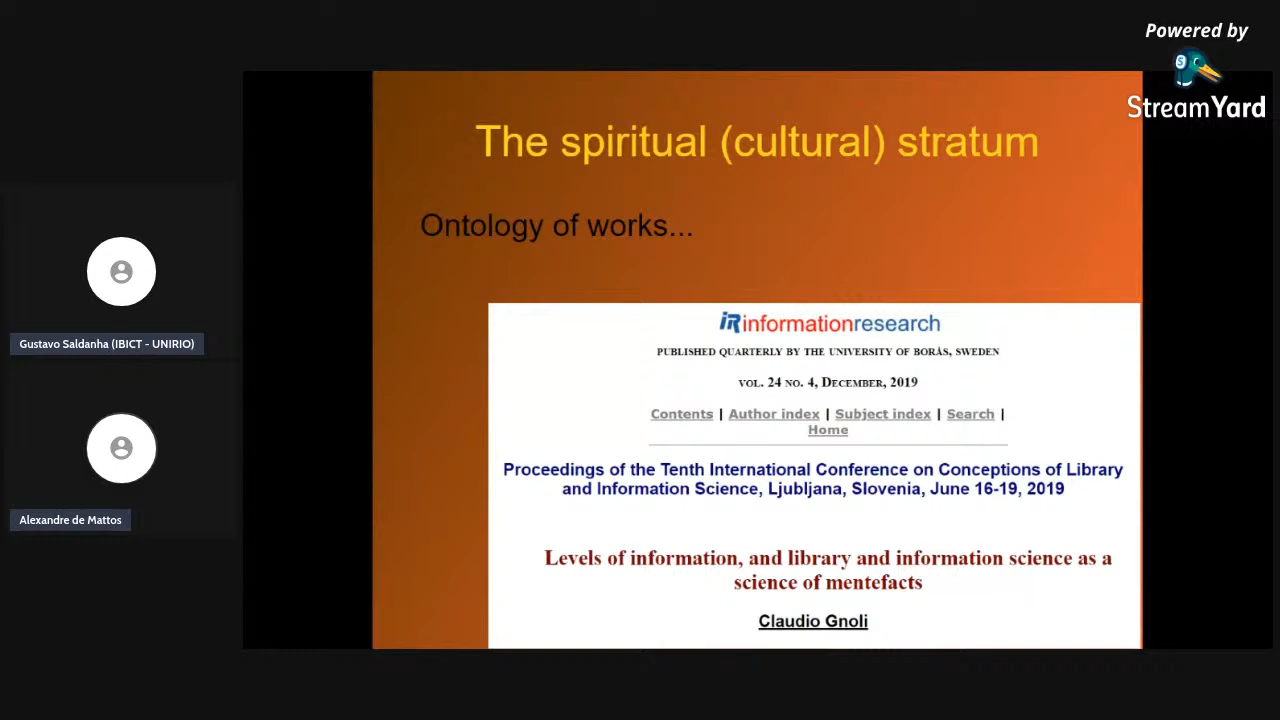 Powered by
StreamYard
The spiritual (cultural) stratum
Ontology of works...
informationresearch
PUBLISHED QUARTERLY BY THE UNIVERSITY OF BORÅS, SWEDEN
VOL. 24 NO. 4, DECEMBER, 2019
Contents | Author index | Subject index | Search |
Home
Proceedings of the Tenth International Conference on Conceptions of Library
and Information Science, Ljubljana, Slovenia, June 16-19, 2019
Levels of information, and library and information science as a
science of mentefacts
Claudio Gnoli
Gustavo Saldanha (IBICT - UNIRIO)
Alexandre de Mattos